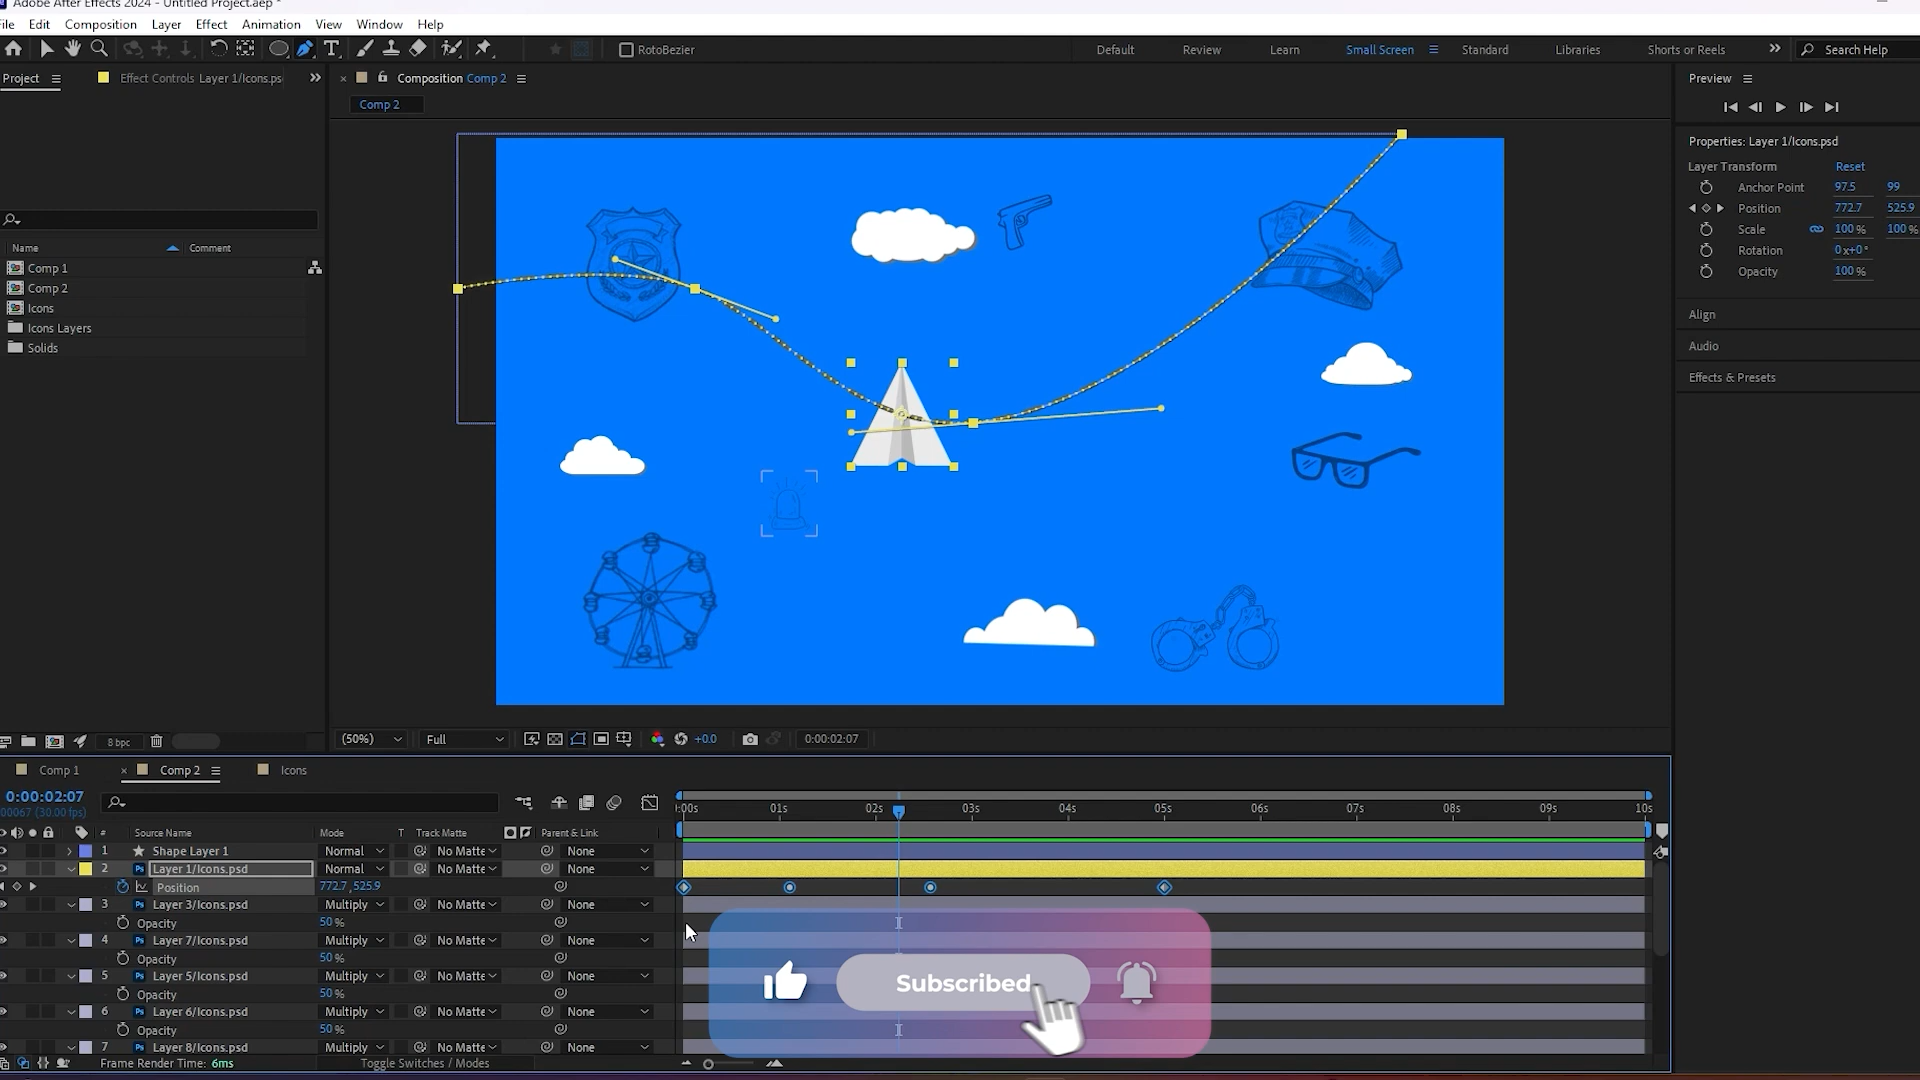 Adobe After Effects 2024 - Untitled Project.aep *
File Edit Composition Layer Effect Animation View Window Help
RotoBezier
Default Review Learn Small Screen Standard Libraries Shorts or Reels Search Help
Project Effect Controls Layer 1/Icons.ps
Composition Comp 2
Preview
Comp 2
Properties: Layer 1/Icons.psd
Layer Transform Reset
Anchor Point 97.5 99
Position 772.7 525.9
Scale 100 % 100 %
Rotation 0x+0°
Opacity 100 %
Align
Audio
Effects & Presets
Name Comment
Comp 1
Comp 2
Icons
Icons Layers
Solids
8 bpc
(50%) Full +0.0 0:00:02:07
Comp 1 Comp 2 Icons
0:00:02:07
00067 (30.00 fps)
:00s 01s 02s 03s 04s 05s 06s 07s 08s 09s 10s
# Source Name Mode T Track Matte Parent & Link
1 Shape Layer 1 Normal No Matte None
2 Layer 1/Icons.psd Normal No Matte None
Position 772.7,525.9
3 Layer 3/Icons.psd Multiply No Matte None
Opacity 50 %
4 Layer 7/Icons.psd Multiply No Matte None
Opacity 50 %
5 Layer 5/Icons.psd Multiply No Matte None
Opacity 50 %
6 Layer 6/Icons.psd Multiply No Matte None
Opacity 50 %
7 Layer 8/Icons.psd Multiply No Matte None
Frame Render Time: 6ms Toggle Switches / Modes
Subscribed